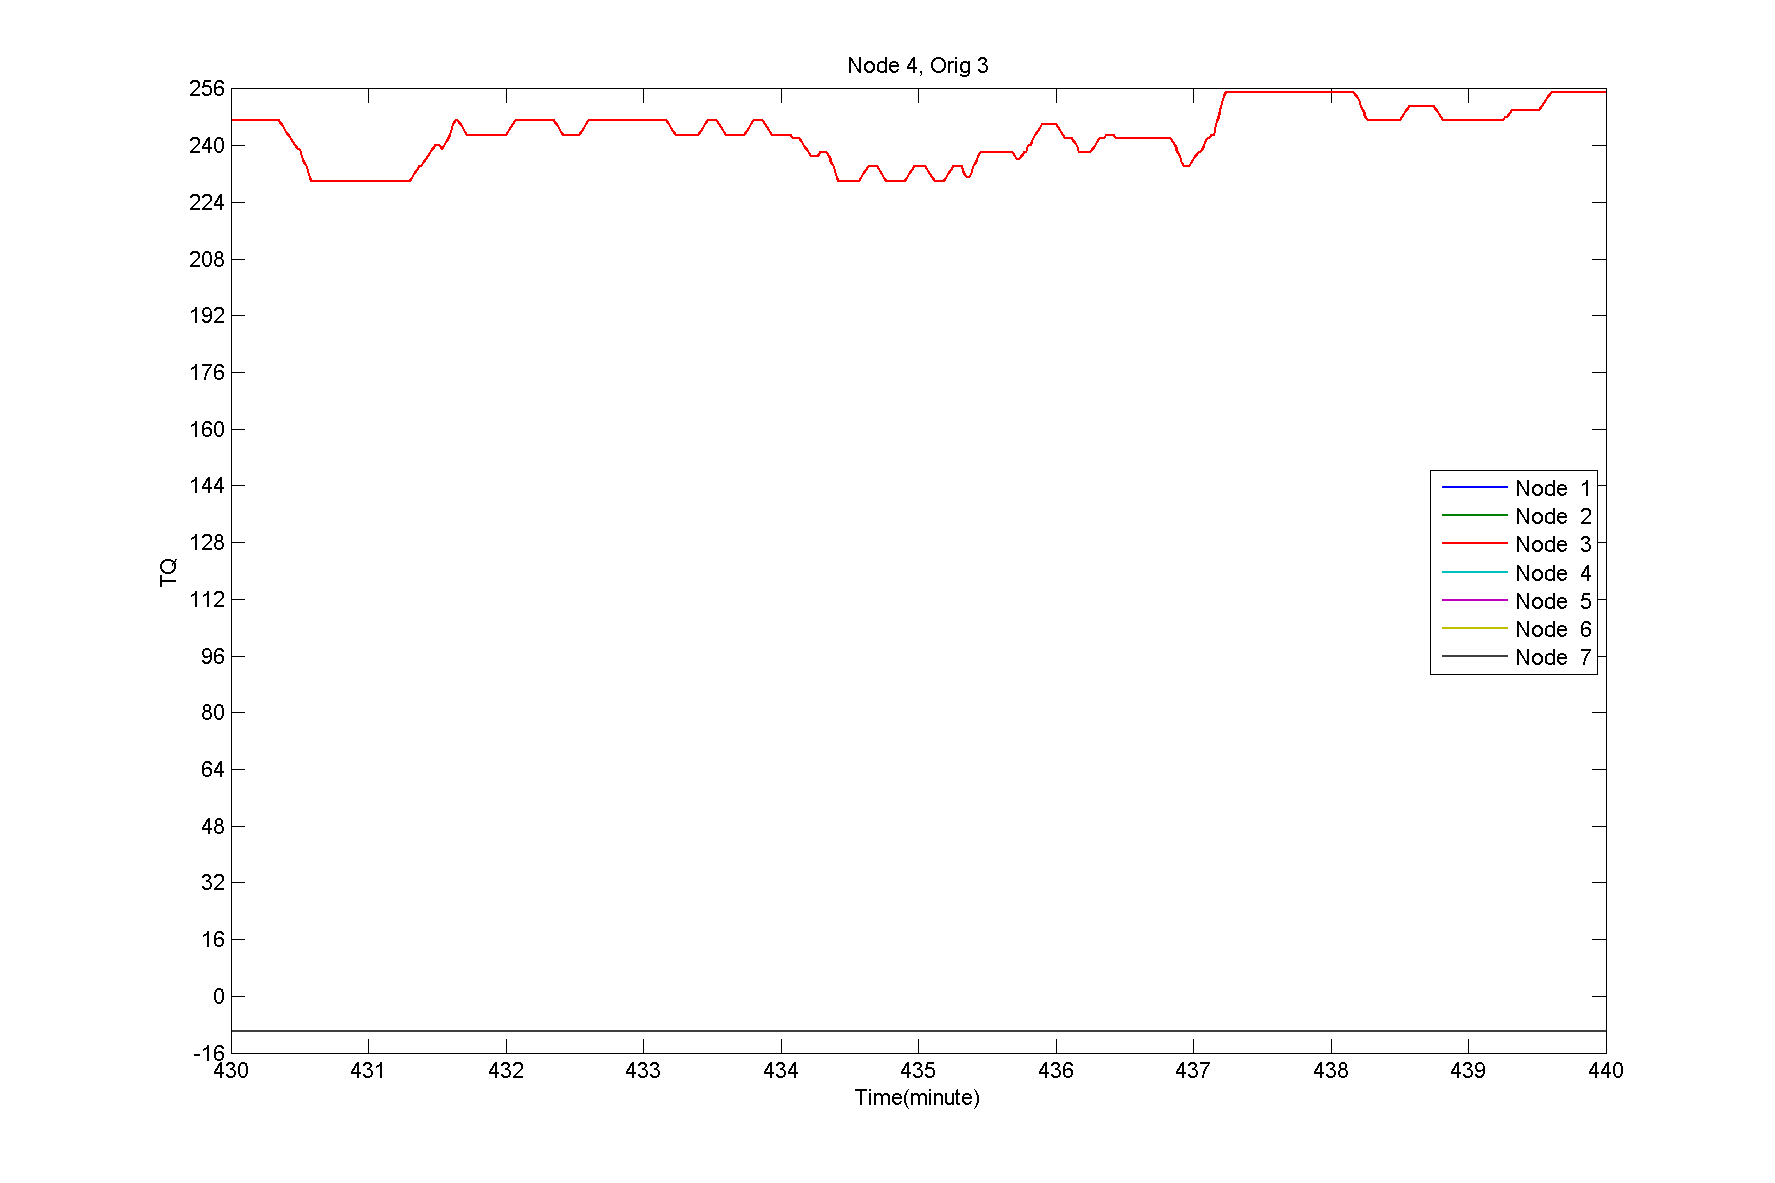 Node 4, Orig 3
256
240
224
208
192
176
160
144
128
112
96
80
64
48
32
16
0
-16
TQ
Node 1
Node 2
Node 3
Node 4
Node 5
Node 6
Node 7
430 431 432 433 434 435 436 437 438 439 440
Time(minute)